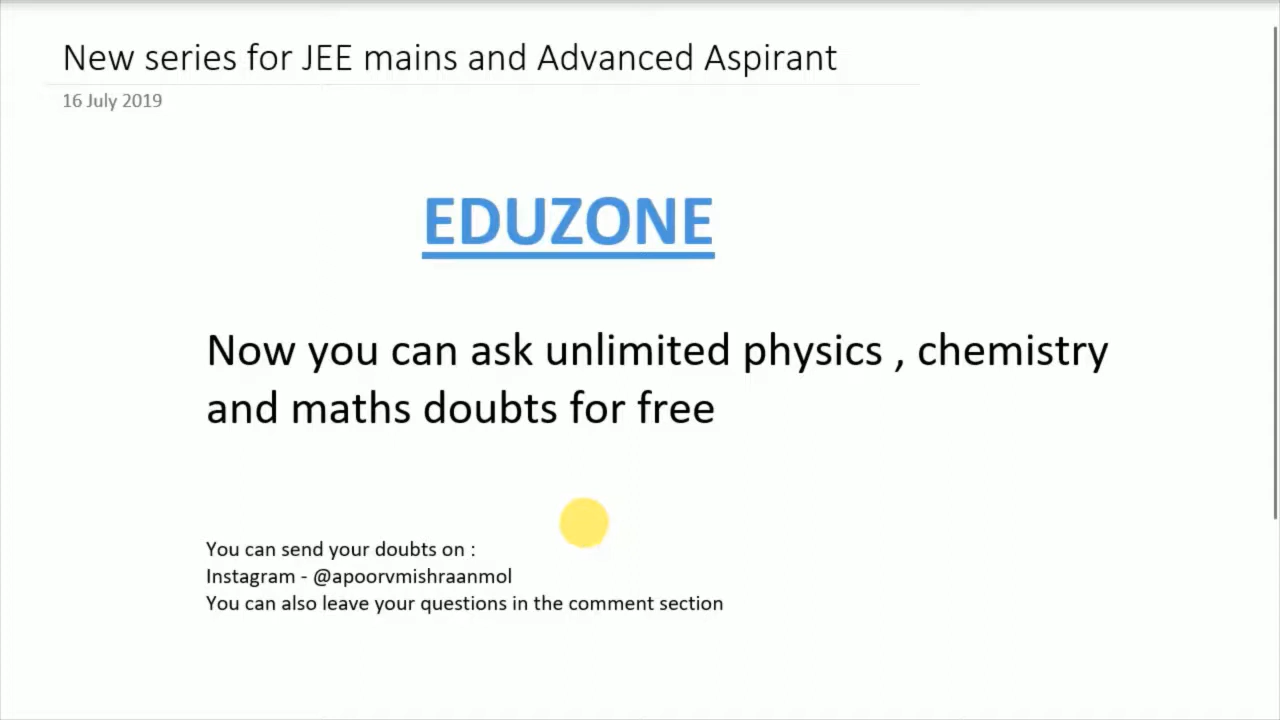 New series for JEE mains and Advanced Aspirant
16 July 2019
EDUZONE
Now you can ask unlimited physics , chemistry
and maths doubts for free
You can send your doubts on :
Instagram - @apoorvmishraanmol
You can also leave your questions in the comment section